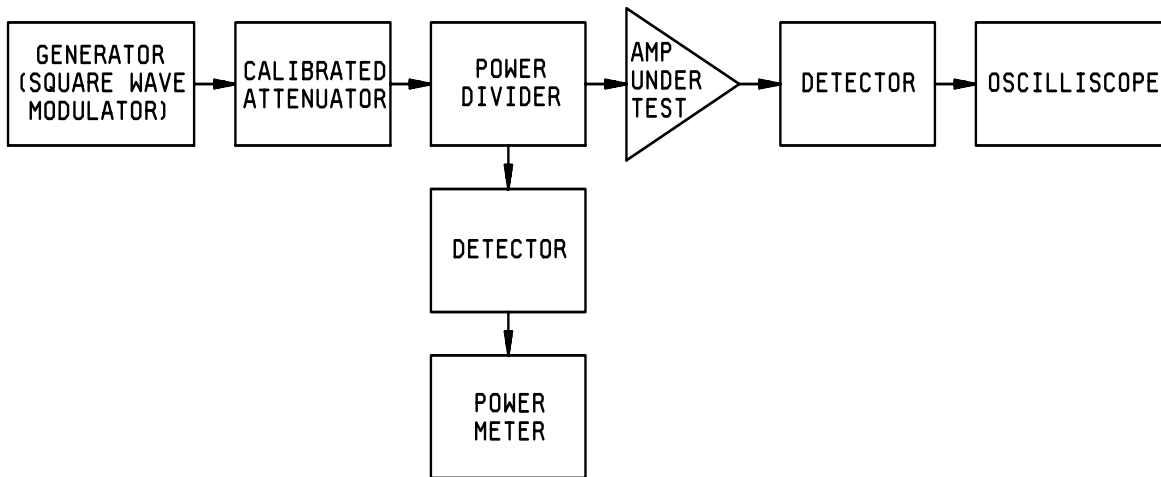 GENERATOR
(SQUARE WAVE
MODULATOR)
CALIBRATED
ATTENUATOR
POWER
DIVIDER
AMP
UNDER
TEST
DETECTOR
OSCILLISCOPE
DETECTOR
POWER
METER